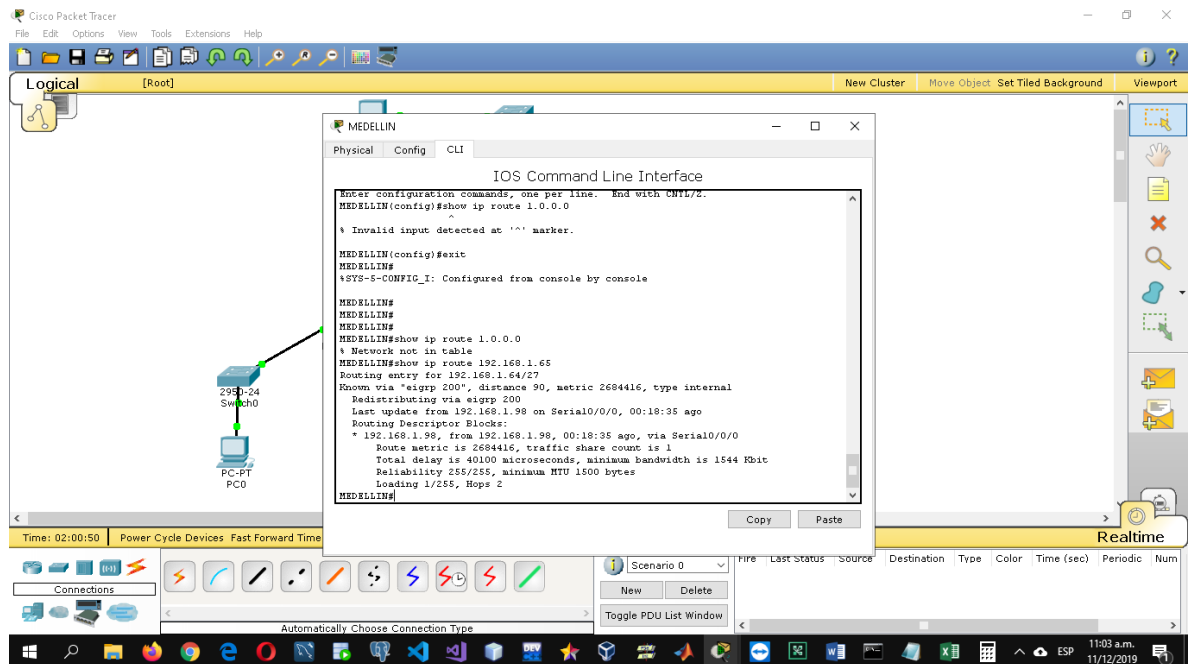 Cisco Packet Tracer
File Edit Options View Tools Extensions Help
Logical [Root] New Cluster Move Object Set Tiled Background Viewport
MEDELLIN
Physical Config CLI
IOS Command Line Interface
Enter configuration commands, one per line. End with CNTL/Z.
MEDELLIN(config)#show ip route 1.0.0.0
^
% Invalid input detected at '^' marker.
MEDELLIN(config)#exit
MEDELLIN#
%SYS-5-CONFIG_I: Configured from console by console
MEDELLIN#
MEDELLIN#
MEDELLIN#
MEDELLIN#show ip route 1.0.0.0
% Network not in table
MEDELLIN#show ip route 192.168.1.65
Routing entry for 192.168.1.64/27
Known via "eigrp 200", distance 90, metric 2684416, type internal
Redistributing via eigrp 200
Last update from 192.168.1.98 on Serial0/0/0, 00:18:35 ago
Routing Descriptor Blocks:
* 192.168.1.98, from 192.168.1.98, 00:18:35 ago, via Serial0/0/0
Route metric is 2684416, traffic share count is 1
Total delay is 40100 microseconds, minimum bandwidth is 1544 Kbit
Reliability 255/255, minimum MTU 1500 bytes
Loading 1/255, Hops 2
MEDELLIN#
Copy Paste
2950-24
Switch0
PC-PT
PC0
Time: 02:00:50 Power Cycle Devices Fast Forward Time
Realtime
Connections
Automatically Choose Connection Type
Scenario 0
New Delete
Toggle PDU List Window
Fire Last Status Source Destination Type Color Time (sec) Periodic Num
DEV
ESP
11:03 a.m.
11/12/2019